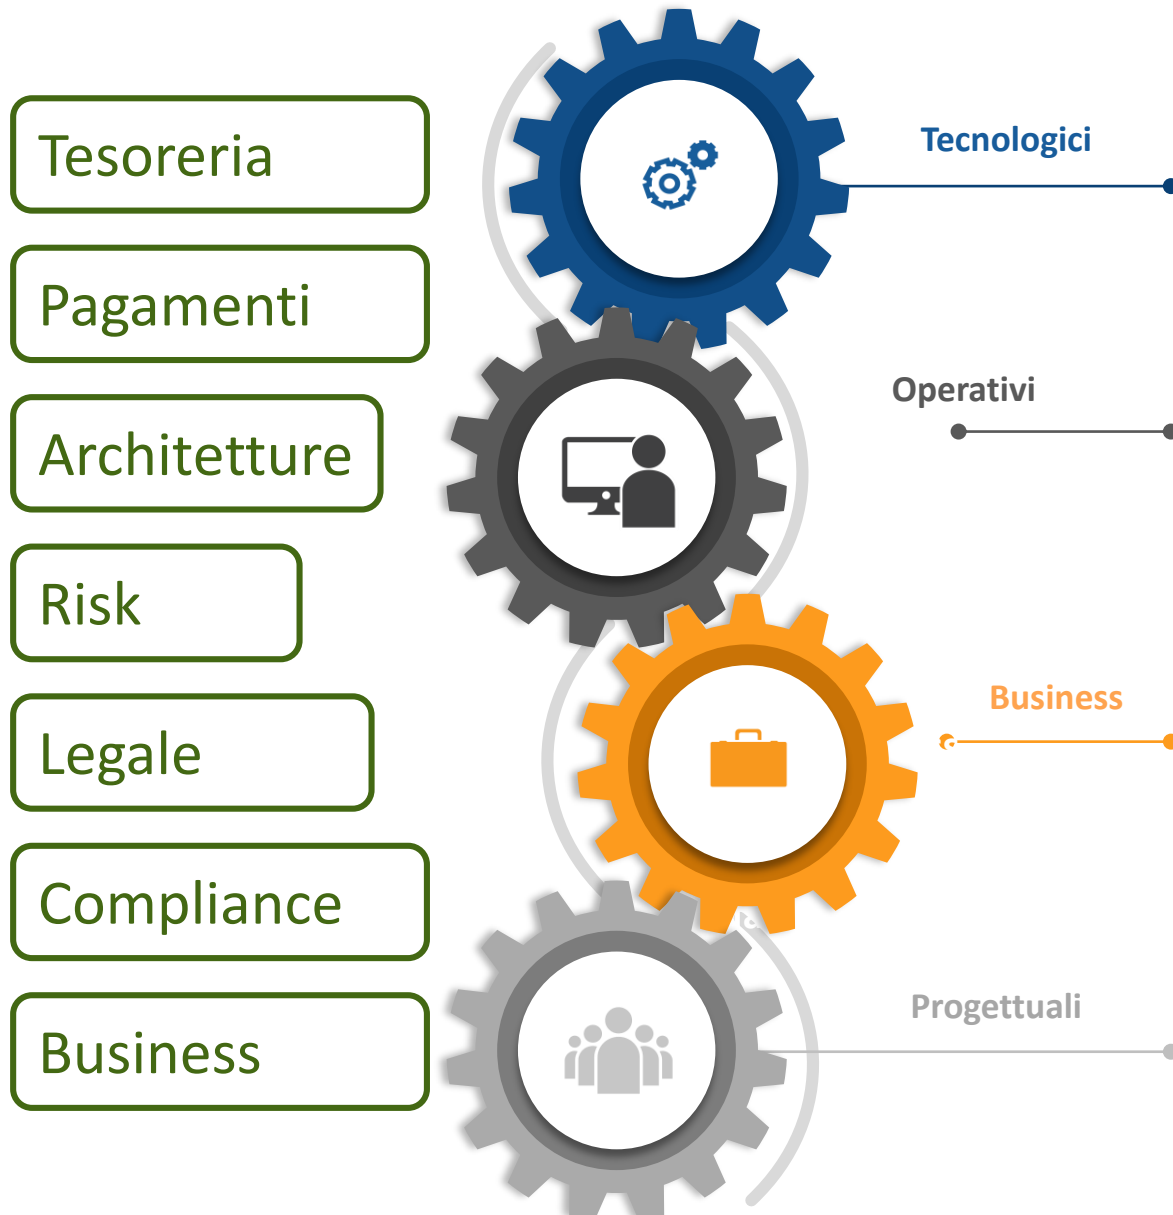 Tesoreria
Pagamenti
Architetture
Risk
Legale
Compliance
Business
Tecnologici
Operativi
Business
Progettuali